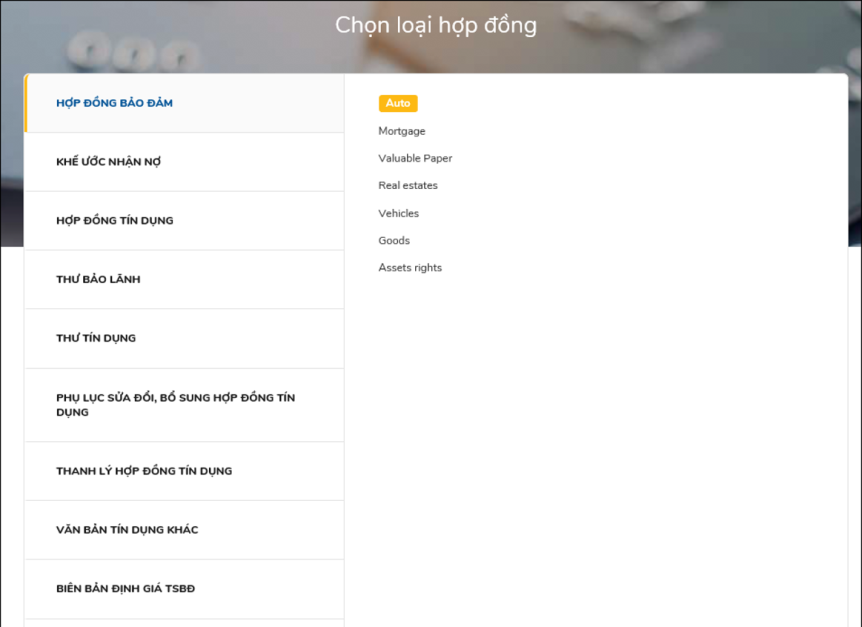 Chọn loại hợp đồng
HỢP ĐỒNG BẢO ĐẢM
KHẾ ƯỚC NHẬN NỢ
HỢP ĐỒNG TÍN DỤNG
THƯ BẢO LÃNH
THƯ TÍN DỤNG
PHỤ LỤC SỬA ĐỔI, BỔ SUNG HỢP ĐỒNG TÍN
DỤNG
THANH LÝ HỢP ĐỒNG TÍN DỤNG
VĂN BẢN TÍN DỤNG KHÁC
BIÊN BẢN ĐỊNH GIÁ TSBĐ
Auto
Mortgage
Valuable Paper
Real estates
Vehicles
Goods
Assets rights